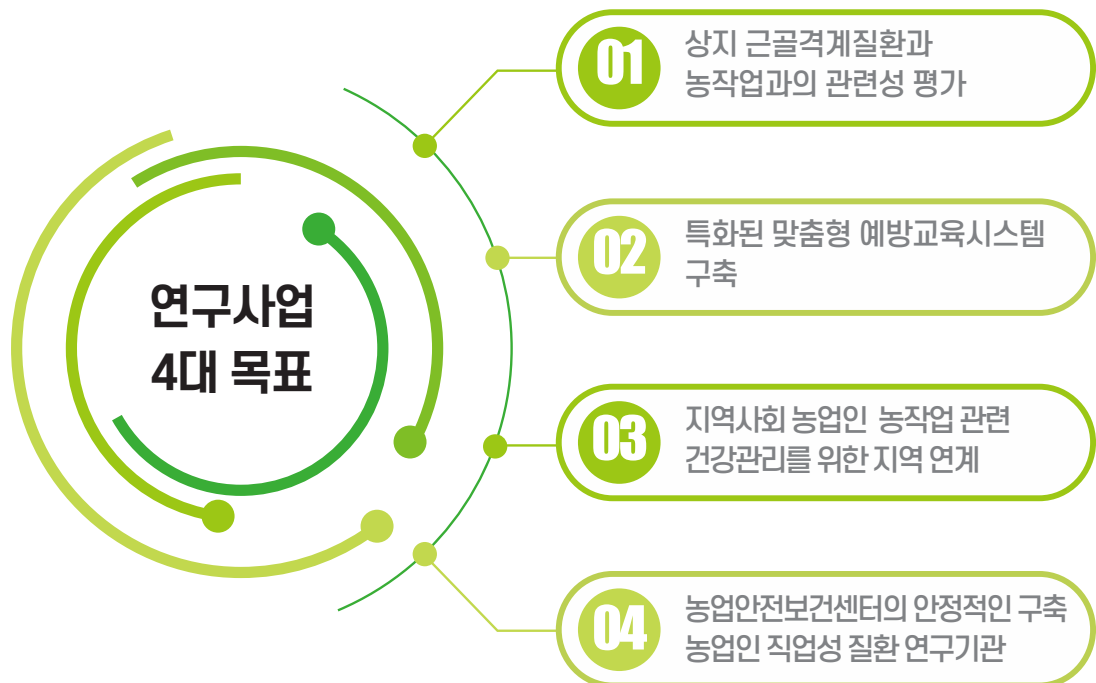 연구사업
4대 목표
01
상지 근골격계질환과
농작업과의 관련성 평가
02
특화된 맞춤형 예방교육시스템
구축
03
지역사회 농업인 농작업 관련
건강관리를 위한 지역 연계
04
농업안전보건센터의 안정적인 구축
농업인 직업성 질환 연구기관